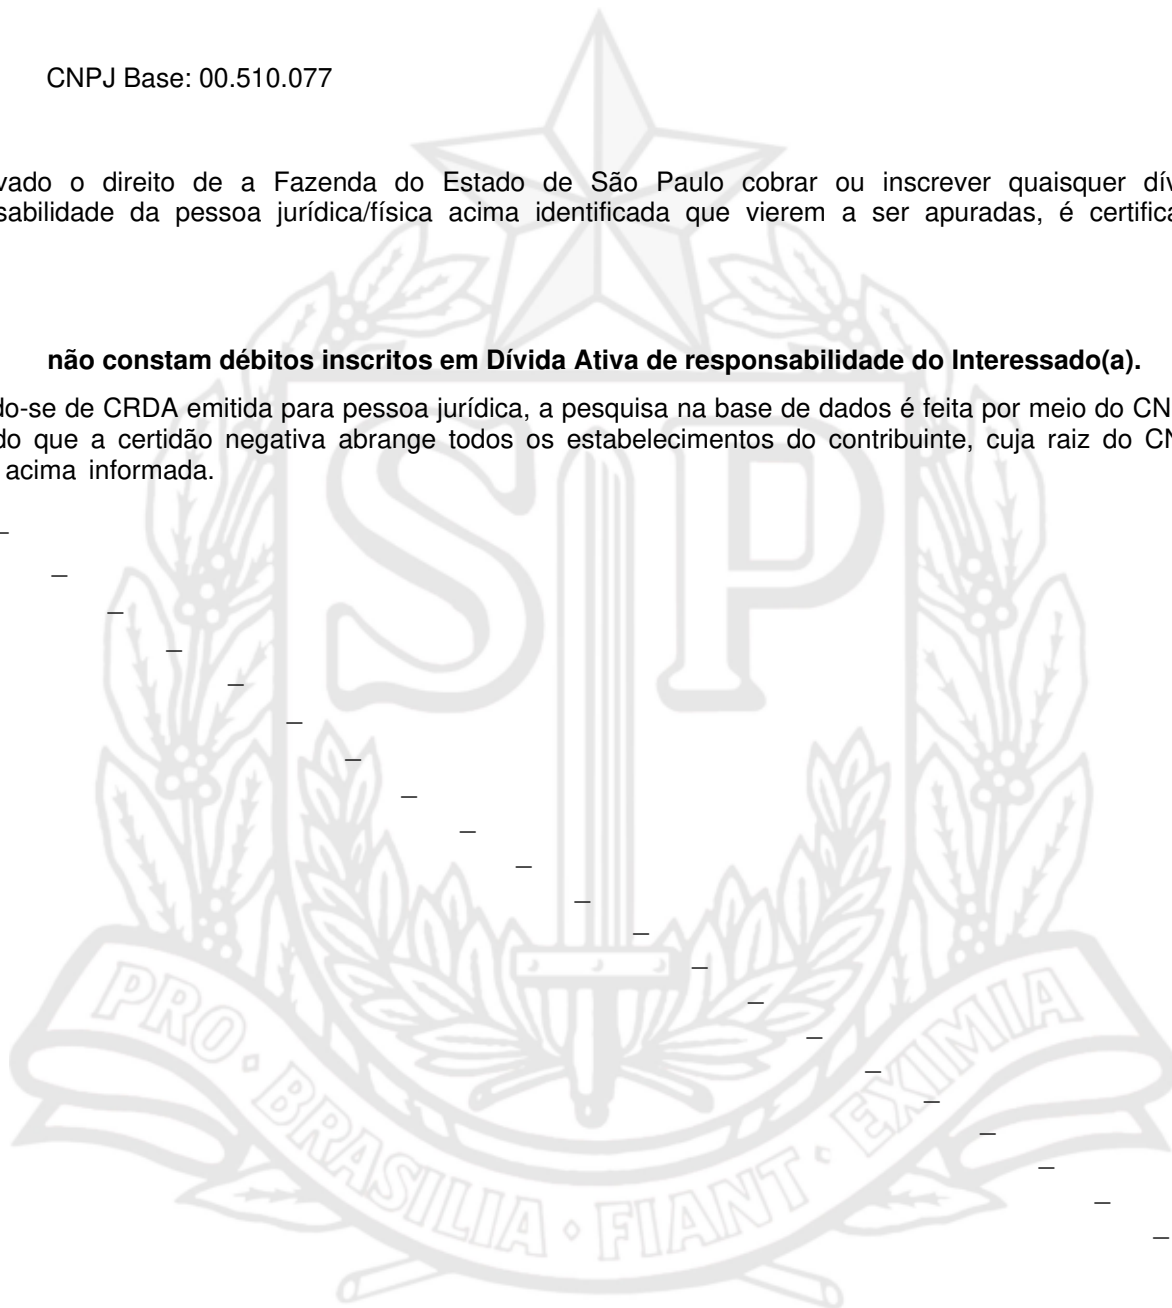 CNPJ Base: 00.510.077
vado o direito de a Fazenda do Estado de São Paulo cobrar ou inscrever quaisquer dív
sabilidade da pessoa jurídica/física acima identificada que vierem a ser apuradas, é certifica
não constam débitos inscritos em Dívida Ativa de responsabilidade do Interessado(a).
do-se de CRDA emitida para pessoa jurídica, a pesquisa na base de dados é feita por meio do CN
do que a certidão negativa abrange todos os estabelecimentos do contribuinte, cuja raiz do CN
acima informada.
SP
PRO • BRASILIA • FIANT • EXIMIA